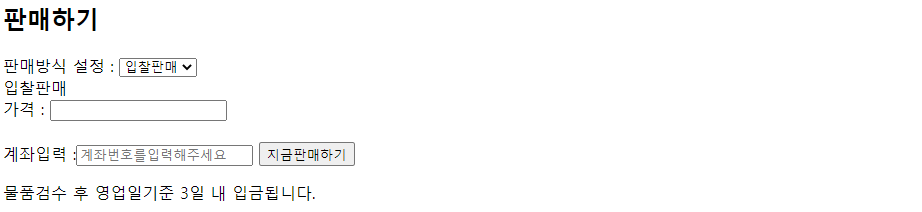 판매하기
판매방식 설정 : 입찰판매
입찰판매
가격 :
계좌입력 :계좌번호를입력해주세요 지금판매하기
물품검수 후 영업일기준 3일 내 입금됩니다.